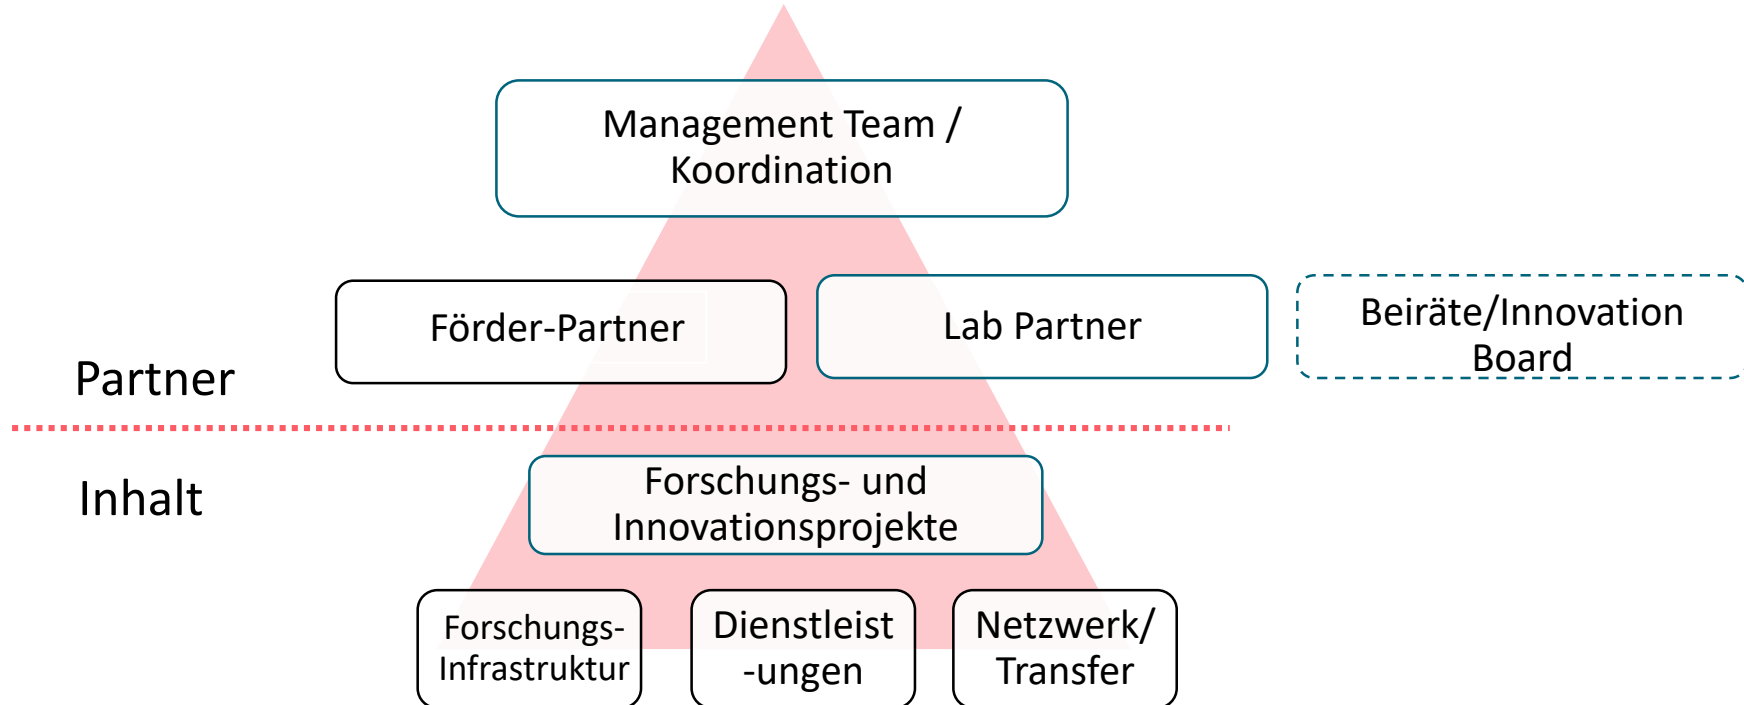 Management Team /
Koordination
Förder-Partner
Lab Partner
Beiräte/Innovation
Board
Partner
Inhalt
Forschungs- und
Innovationsprojekte
Forschungs-
Infrastruktur
Dienstleist
-ungen
Netzwerk/
Transfer